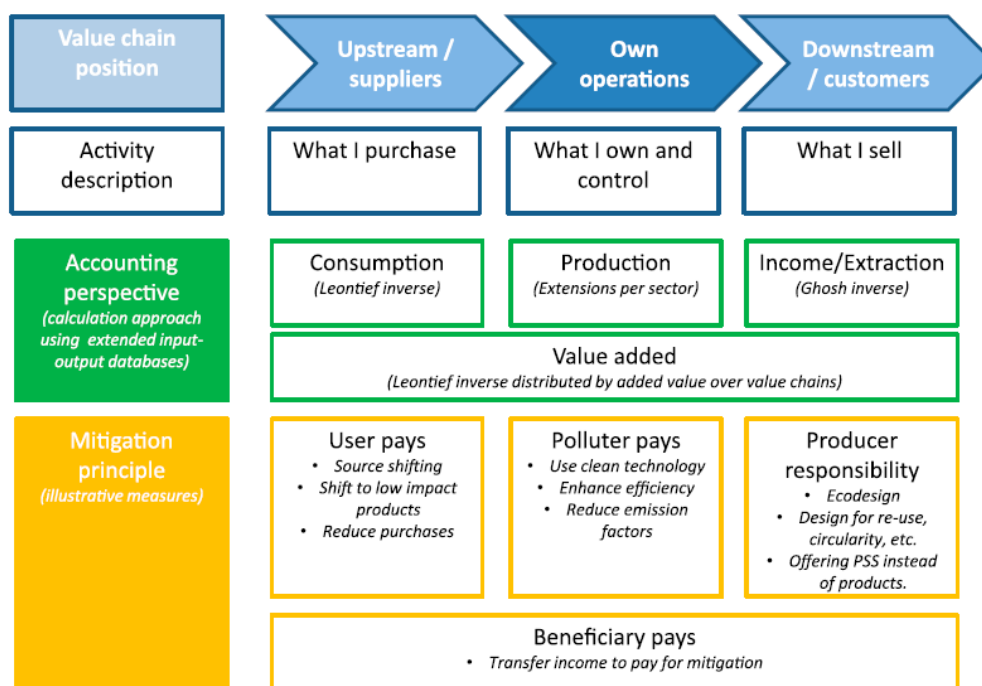 Value chain
position
Upstream /
suppliers
Own
operations
Downstream
/ customers
Activity
description
What I purchase
What I own and
control
What I sell
Accounting
perspective
(calculation approach
using extended input-
output databases)
Consumption
(Leontief inverse)
Production
(Extensions per sector)
Income/Extraction
(Ghosh inverse)
Value added
(Leontief inverse distributed by added value over value chains)
Mitigation
principle
(illustrative measures)
User pays
• Source shifting
• Shift to low impact
products
• Reduce purchases
Polluter pays
• Use clean technology
• Enhance efficiency
• Reduce emission
factors
Producer
responsibility
• Ecodesign
• Design for re-use,
circularity, etc.
• Offering PSS instead
of products.
Beneficiary pays
• Transfer income to pay for mitigation